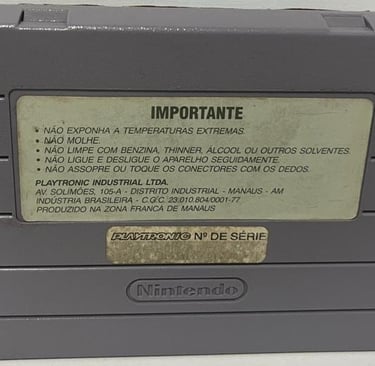 IMPORTANTE
• NÃO EXPONHA A TEMPERATURAS EXTREMAS
• NÃO MOLHE.
• NÃO LIMPE COM BENZINA, THINNER, ALCOOL OU OUTROS SOLVENTES.
• NÃO LIGUE E DESLIGUE O APARELHO SEGUIDAMENTE.
• NÃO ASSOPRE OU TOQUE OS CONECTORES COM OS DEDOS.
PLAYTRONIC INDUSTRIAL LTDA.
AV. SOLIMÕES, 105-A - DISTRITO INDUSTRIAL - MANAUS - AM
INDÚSTRIA BRASILEIRA - C.G.C. 23.010.804/0001-77
PRODUZIDO NA ZONA FRANCA DE MANAUS
PLAYTRONIC Nº DE SÉRIE
Nintendo